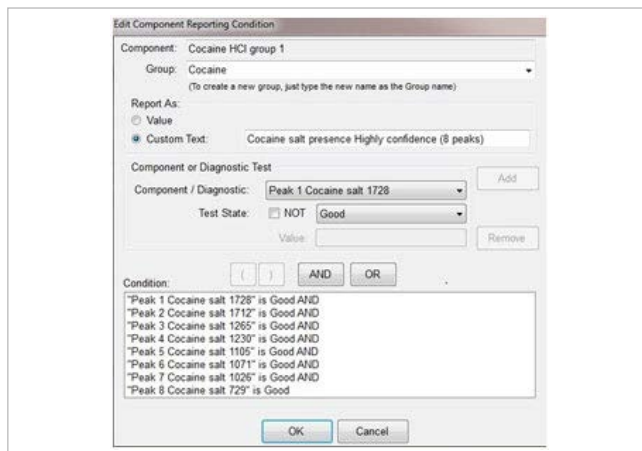 Edit Component Reporting Condition
Component: Cocaine HCl group 1
Group: Cocaine
(To create a new group, just type the new name as the Group name)
Report As:
Value
Custom Text: Cocaine salt presence Highly confidence (8 peaks)
Component or Diagnostic Test
Add
Component / Diagnostic: Peak 1 Cocaine salt 1728
Test State: NOT Good
Value: Remove
( ) AND OR
Condition:
"Peak 1 Cocaine salt 1728" is Good AND
"Peak 2 Cocaine salt 1712" is Good AND
"Peak 3 Cocaine salt 1265" is Good AND
"Peak 4 Cocaine salt 1230" is Good AND
"Peak 5 Cocaine salt 1105" is Good AND
"Peak 6 Cocaine salt 1071" is Good AND
"Peak 7 Cocaine salt 1026" is Good AND
"Peak 8 Cocaine salt 729" is Good
OK Cancel